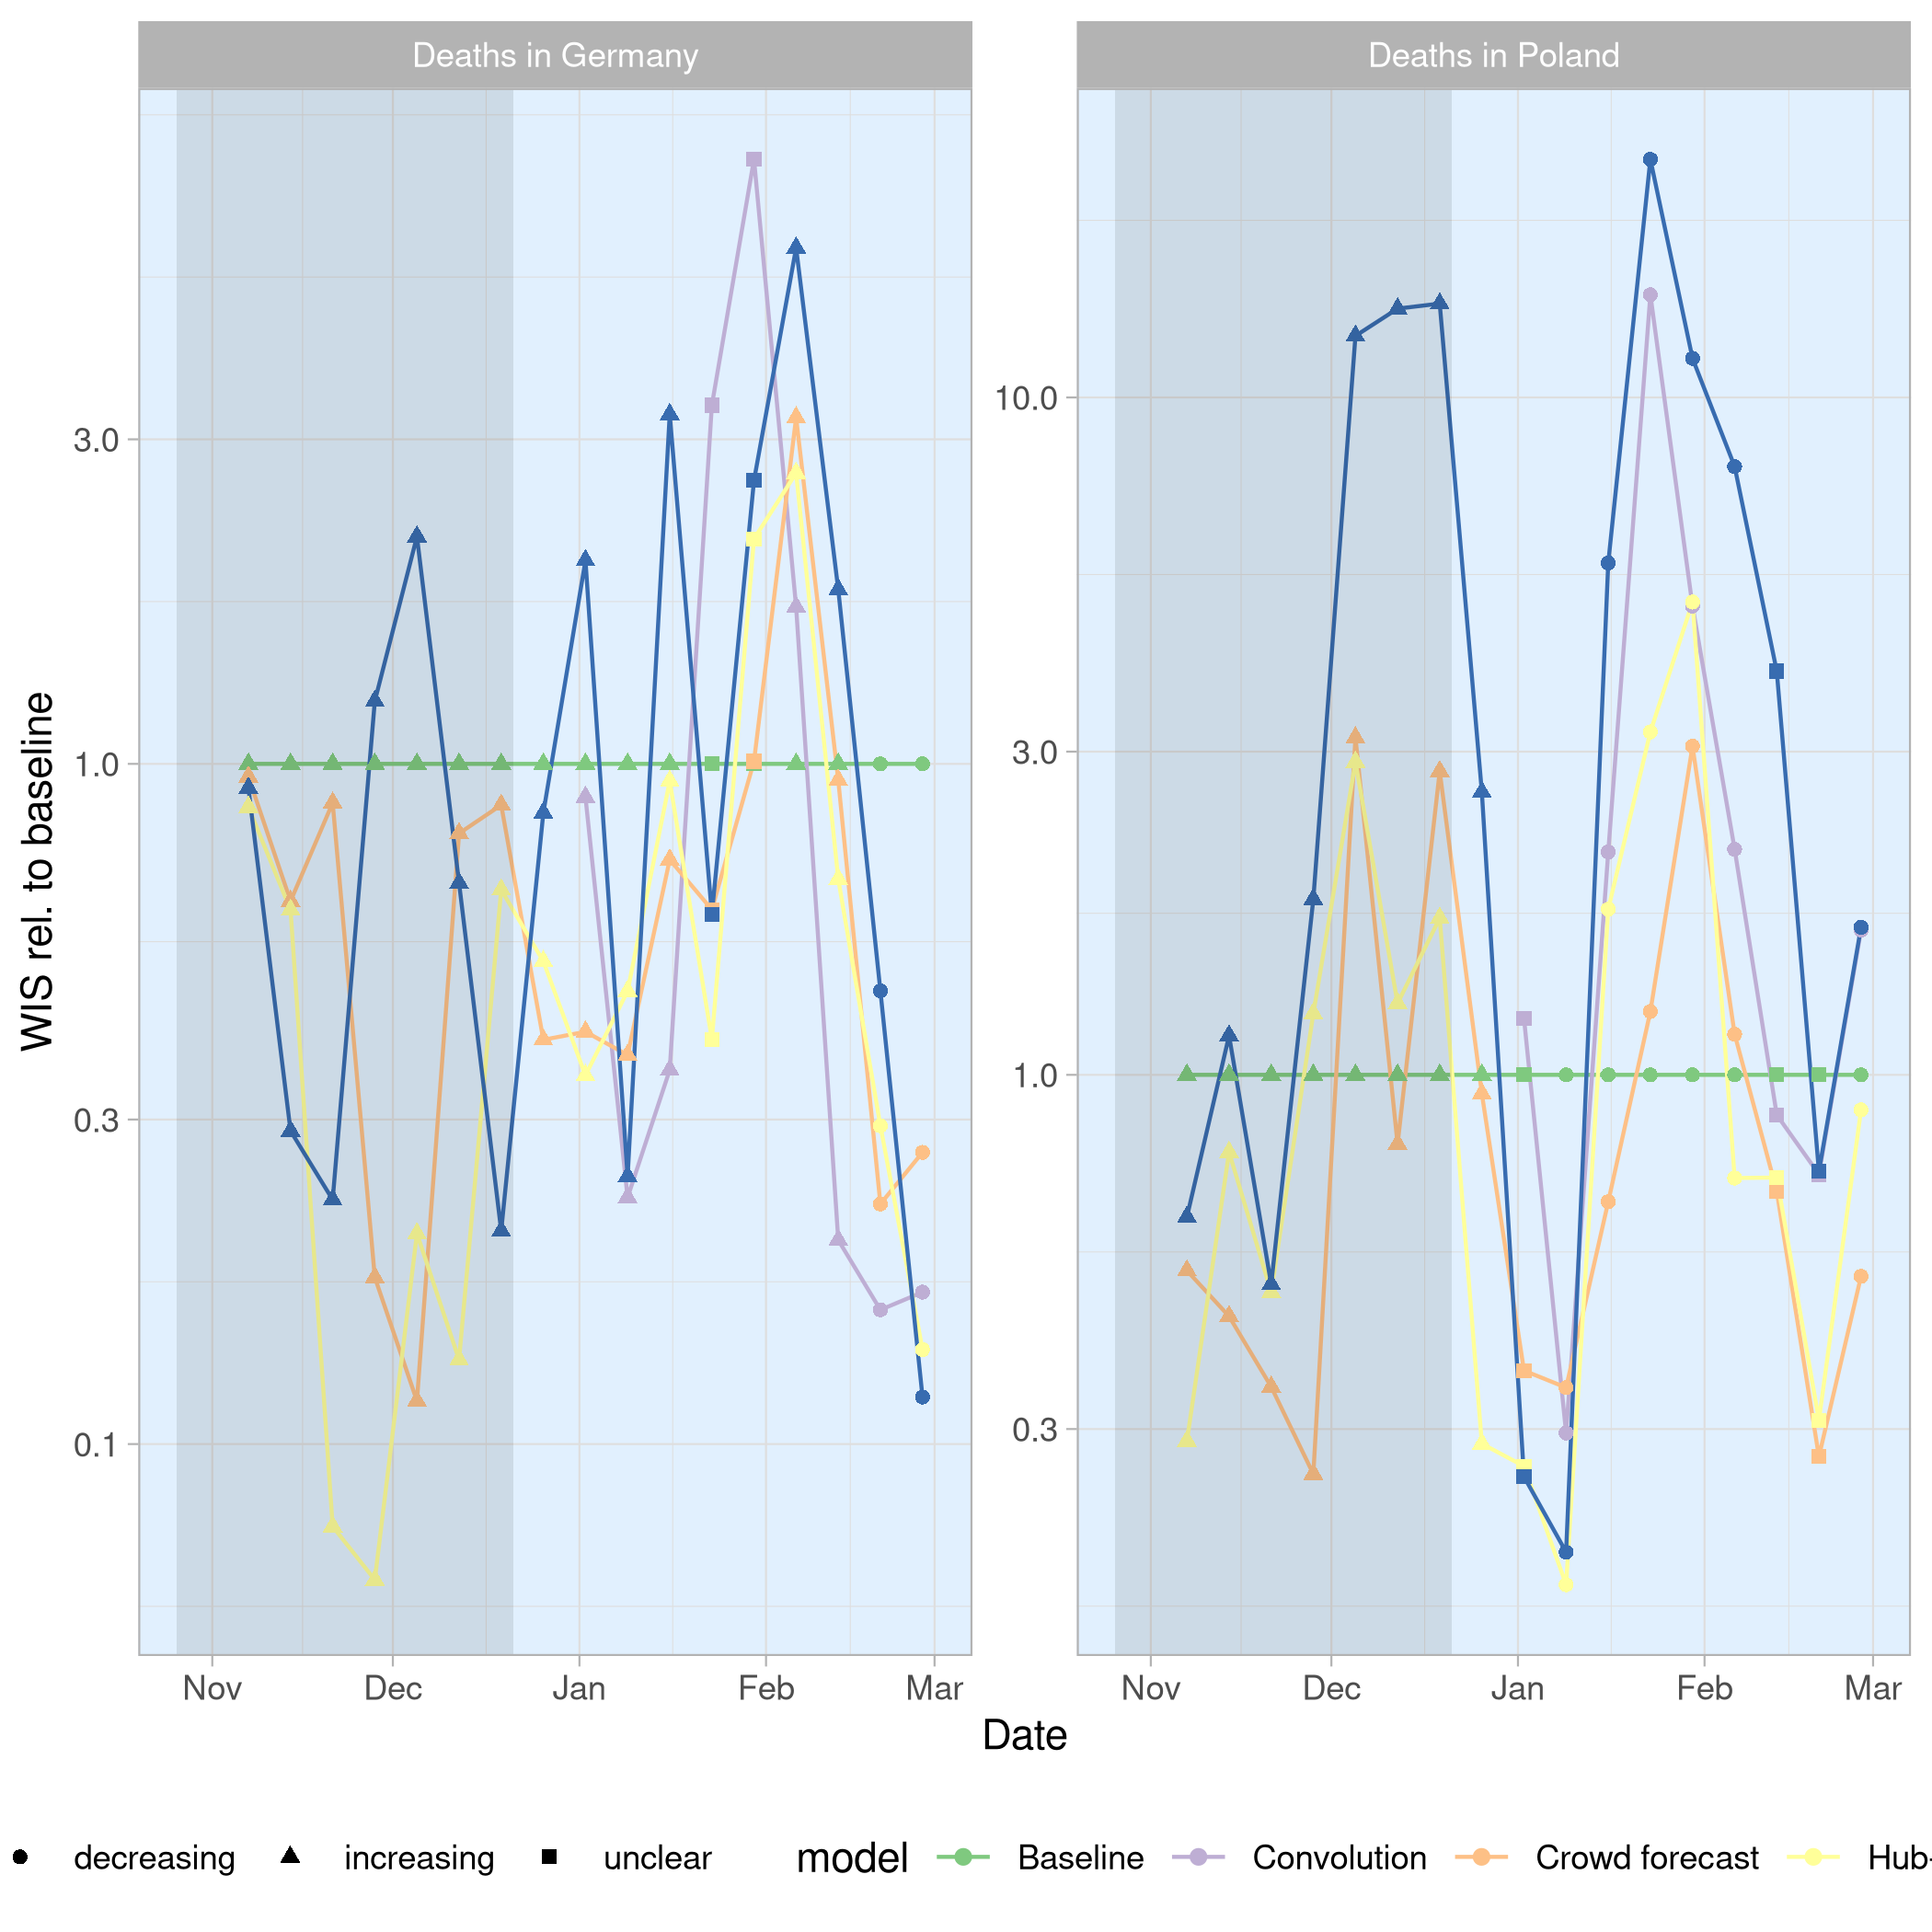 Deaths in Germany
Deaths in Poland
WIS rel. to baseline
3.0
1.0
0.3
0.1
10.0
3.0
1.0
0.3
Nov Dec Jan Feb Mar
Nov Dec Jan Feb Mar
Date
decreasing increasing unclear model Baseline Convolution Crowd forecast Hub-